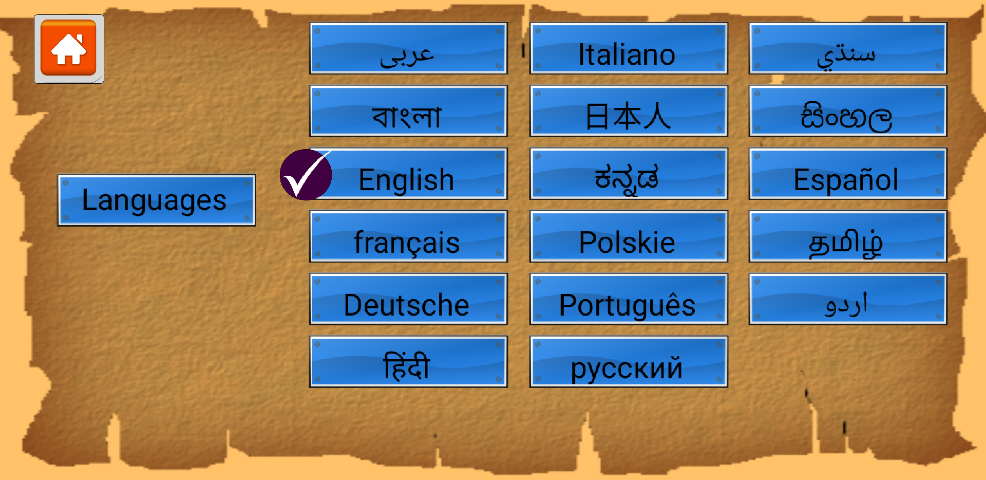 Languages
عربى
বাংলা
English
français
Deutsche
हिंदी
Italiano
日本人
ಕನ್ನಡ
Polskie
Português
русский
سنڌي
සිංහල
Español
தமிழ்
اردو